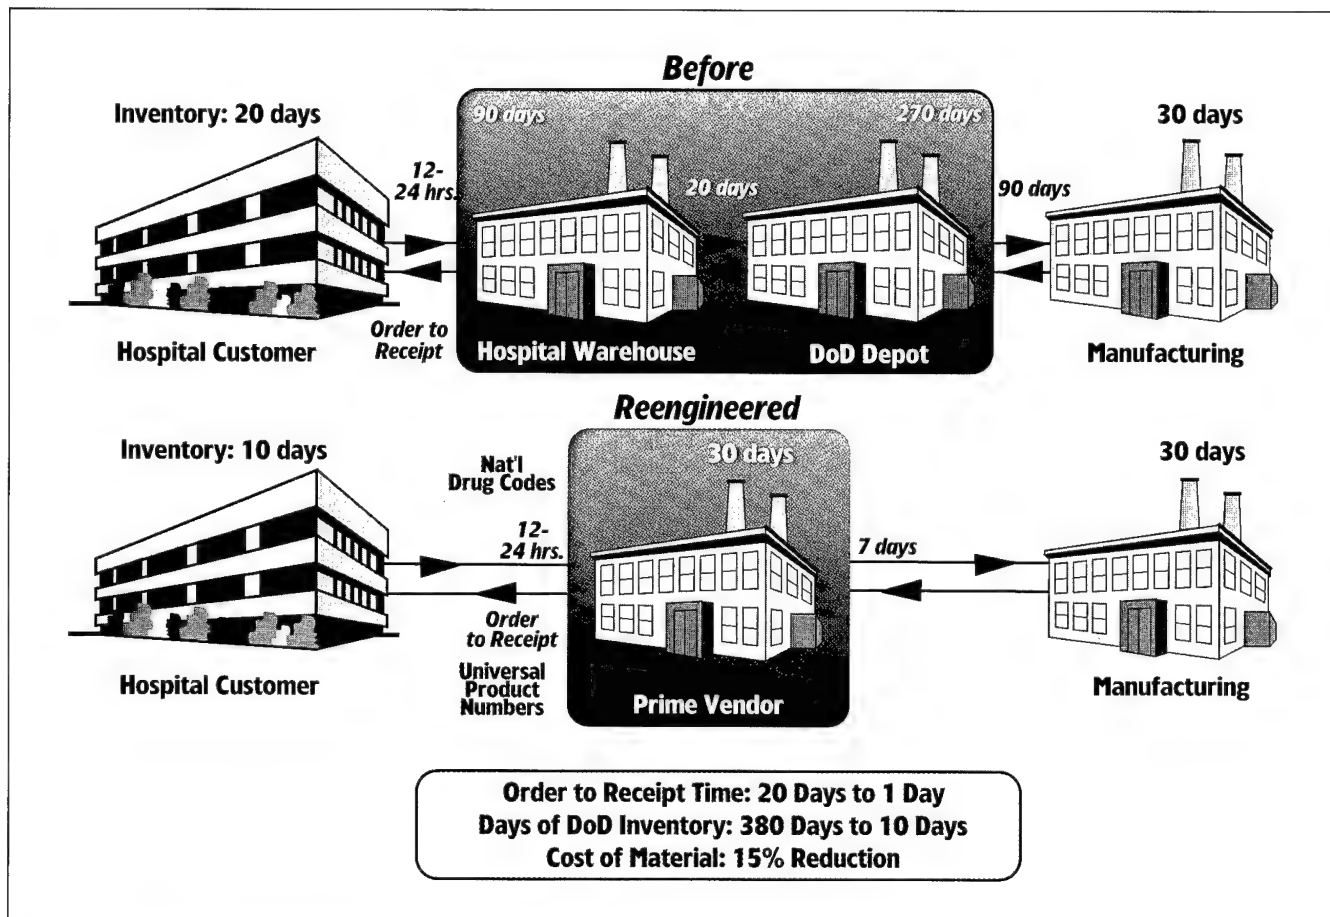 Before
Inventory: 20 days
90 days
270 days
30 days
12-
24 hrs.
20 days
90 days
Order to
Receipt
Hospital Customer
Hospital Warehouse
DoD Depot
Manufacturing
Reengineered
Inventory: 10 days
Nat'l
Drug Codes
30 days
30 days
12-
24 hrs.
7 days
Order
to Receipt
Universal
Product
Numbers
Hospital Customer
Prime Vendor
Manufacturing
Order to Receipt Time: 20 Days to 1 Day
Days of DoD Inventory: 380 Days to 10 Days
Cost of Material: 15% Reduction